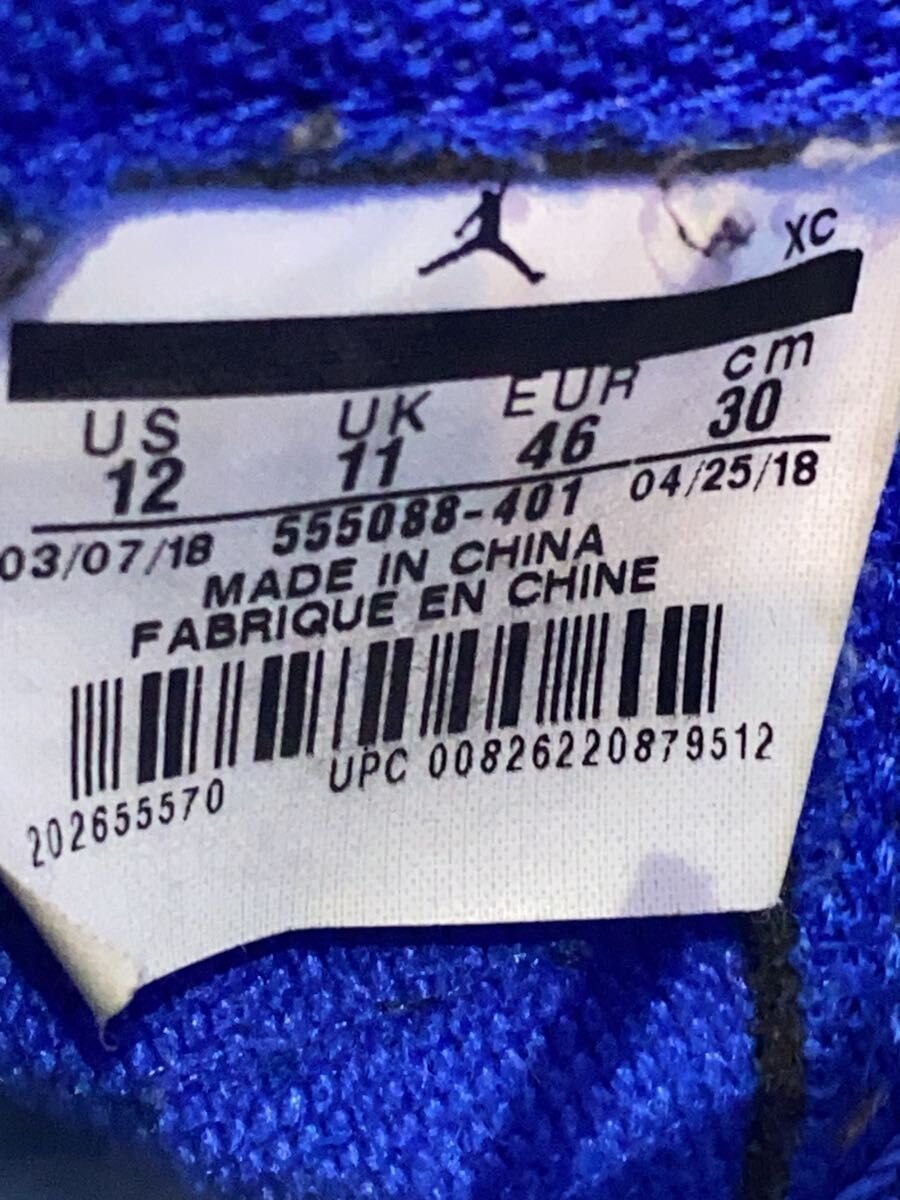 XC
US UK EUR cm
12 11 46 30
03/07/18 555088-401 04/25/18
MADE IN CHINA
FABRIQUE EN CHINE
202655570 UPC 00826220879512